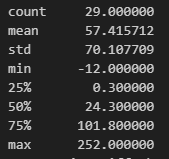 count 29.000000
mean 57.415712
std 70.107709
min -12.000000
25% 0.300000
50% 24.300000
75% 101.800000
max 252.000000